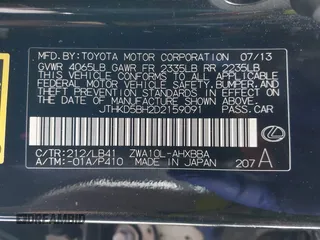 MFD.BY:TOYOTA MOTOR CORPORATION 07/13
GVWR 4065LB GAWR FR 2335LB RR 2235LB
THIS VEHICLE CONFORMS TO ALL APPLICABLE
FEDERAL MOTOR VEHICLE SAFETY, BUMPER,
AND THEFT PREVENTION STANDARDS IN EFFECT
ON THE DATE OF MANUFACTURE SHOWN ABOVE.
JTHKD5BH2D2159091 PASS.CAR
C/TR:212/LB41 ZWA10L-AHXBBA
A/TM:-01A/P410 MADE IN JAPAN 207 A
DREAMBID